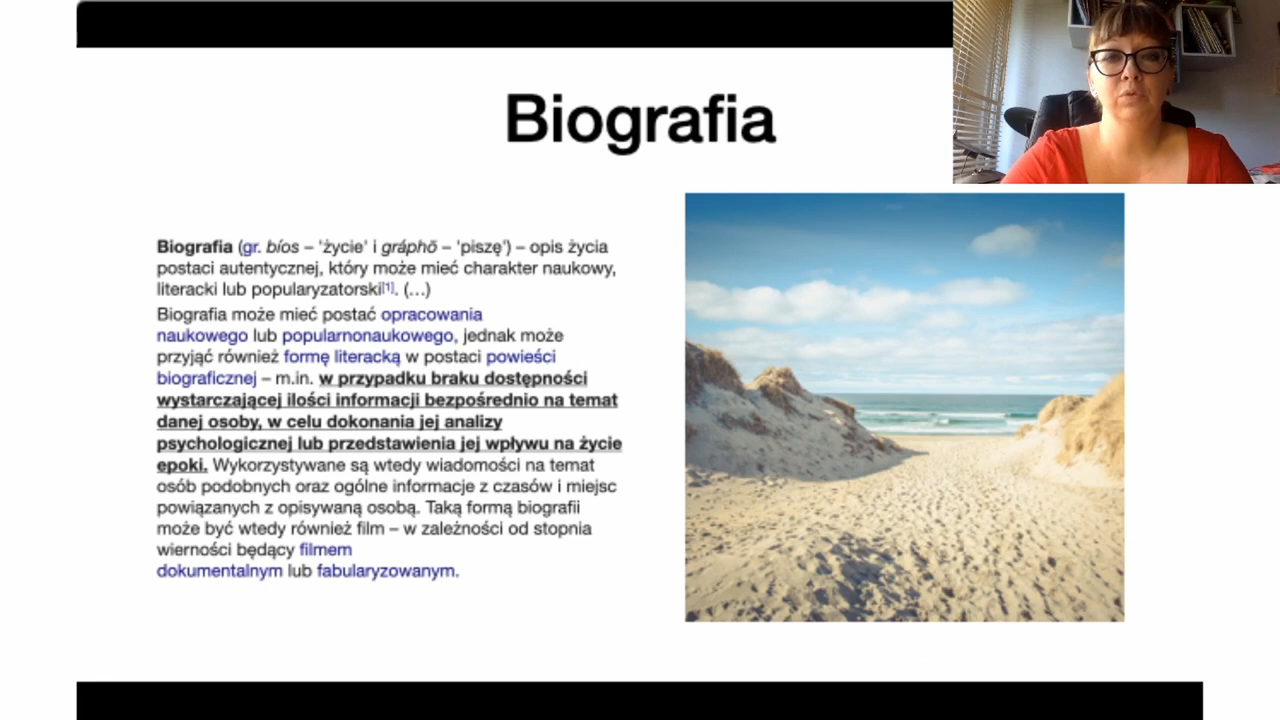 Biografia
Biografia (gr. bíos – 'życie' i gráphō – 'piszę') – opis życia
postaci autentycznej, który może mieć charakter naukowy,
literacki lub popularyzatorski[1]. (…)
Biografia może mieć postać opracowania
naukowego lub popularnonaukowego, jednak może
przyjąć również formę literacką w postaci powieści
biograficznej – m.in. w przypadku braku dostępności
wystarczającej ilości informacji bezpośrednio na temat
danej osoby, w celu dokonania jej analizy
psychologicznej lub przedstawienia jej wpływu na życie
epoki. Wykorzystywane są wtedy wiadomości na temat
osób podobnych oraz ogólne informacje z czasów i miejsc
powiązanych z opisywaną osobą. Taką formą biografii
może być wtedy również film – w zależności od stopnia
wierności będący filmem
dokumentalnym lub fabularyzowanym.